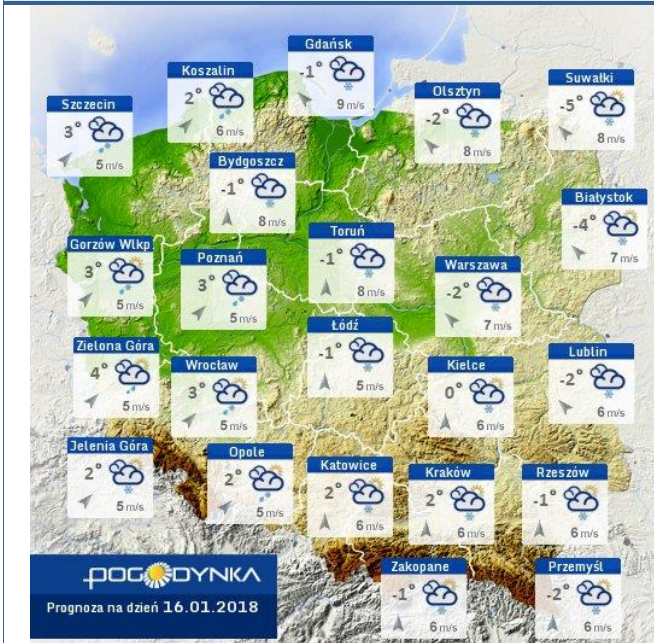 Gdańsk
-1°
9 m/s
Koszalin
2°
6 m/s
Suwałki
-5°
8 m/s
Olsztyn
-2°
8 m/s
Szczecin
3°
5 m/s
Bydgoszcz
-1°
8 m/s
Białystok
-4°
7 m/s
Toruń
-1°
8 m/s
Gorzów Wlkp
3°
5 m/s
Poznań
3°
5 m/s
Warszawa
-2°
7 m/s
Łódź
-1°
5 m/s
Zielona Góra
4°
5 m/s
Wrocław
3°
5 m/s
Kielce
0°
6 m/s
Lublin
-2°
6 m/s
Jelenia Góra
2°
5 m/s
Opole
2°
5 m/s
Katowice
2°
6 m/s
Kraków
2°
6 m/s
Rzeszów
-1°
6 m/s
Zakopane
-1°
6 m/s
Przemyśl
-2°
6 m/s
POGODYNKA
Prognoza na dzień 16.01.2018